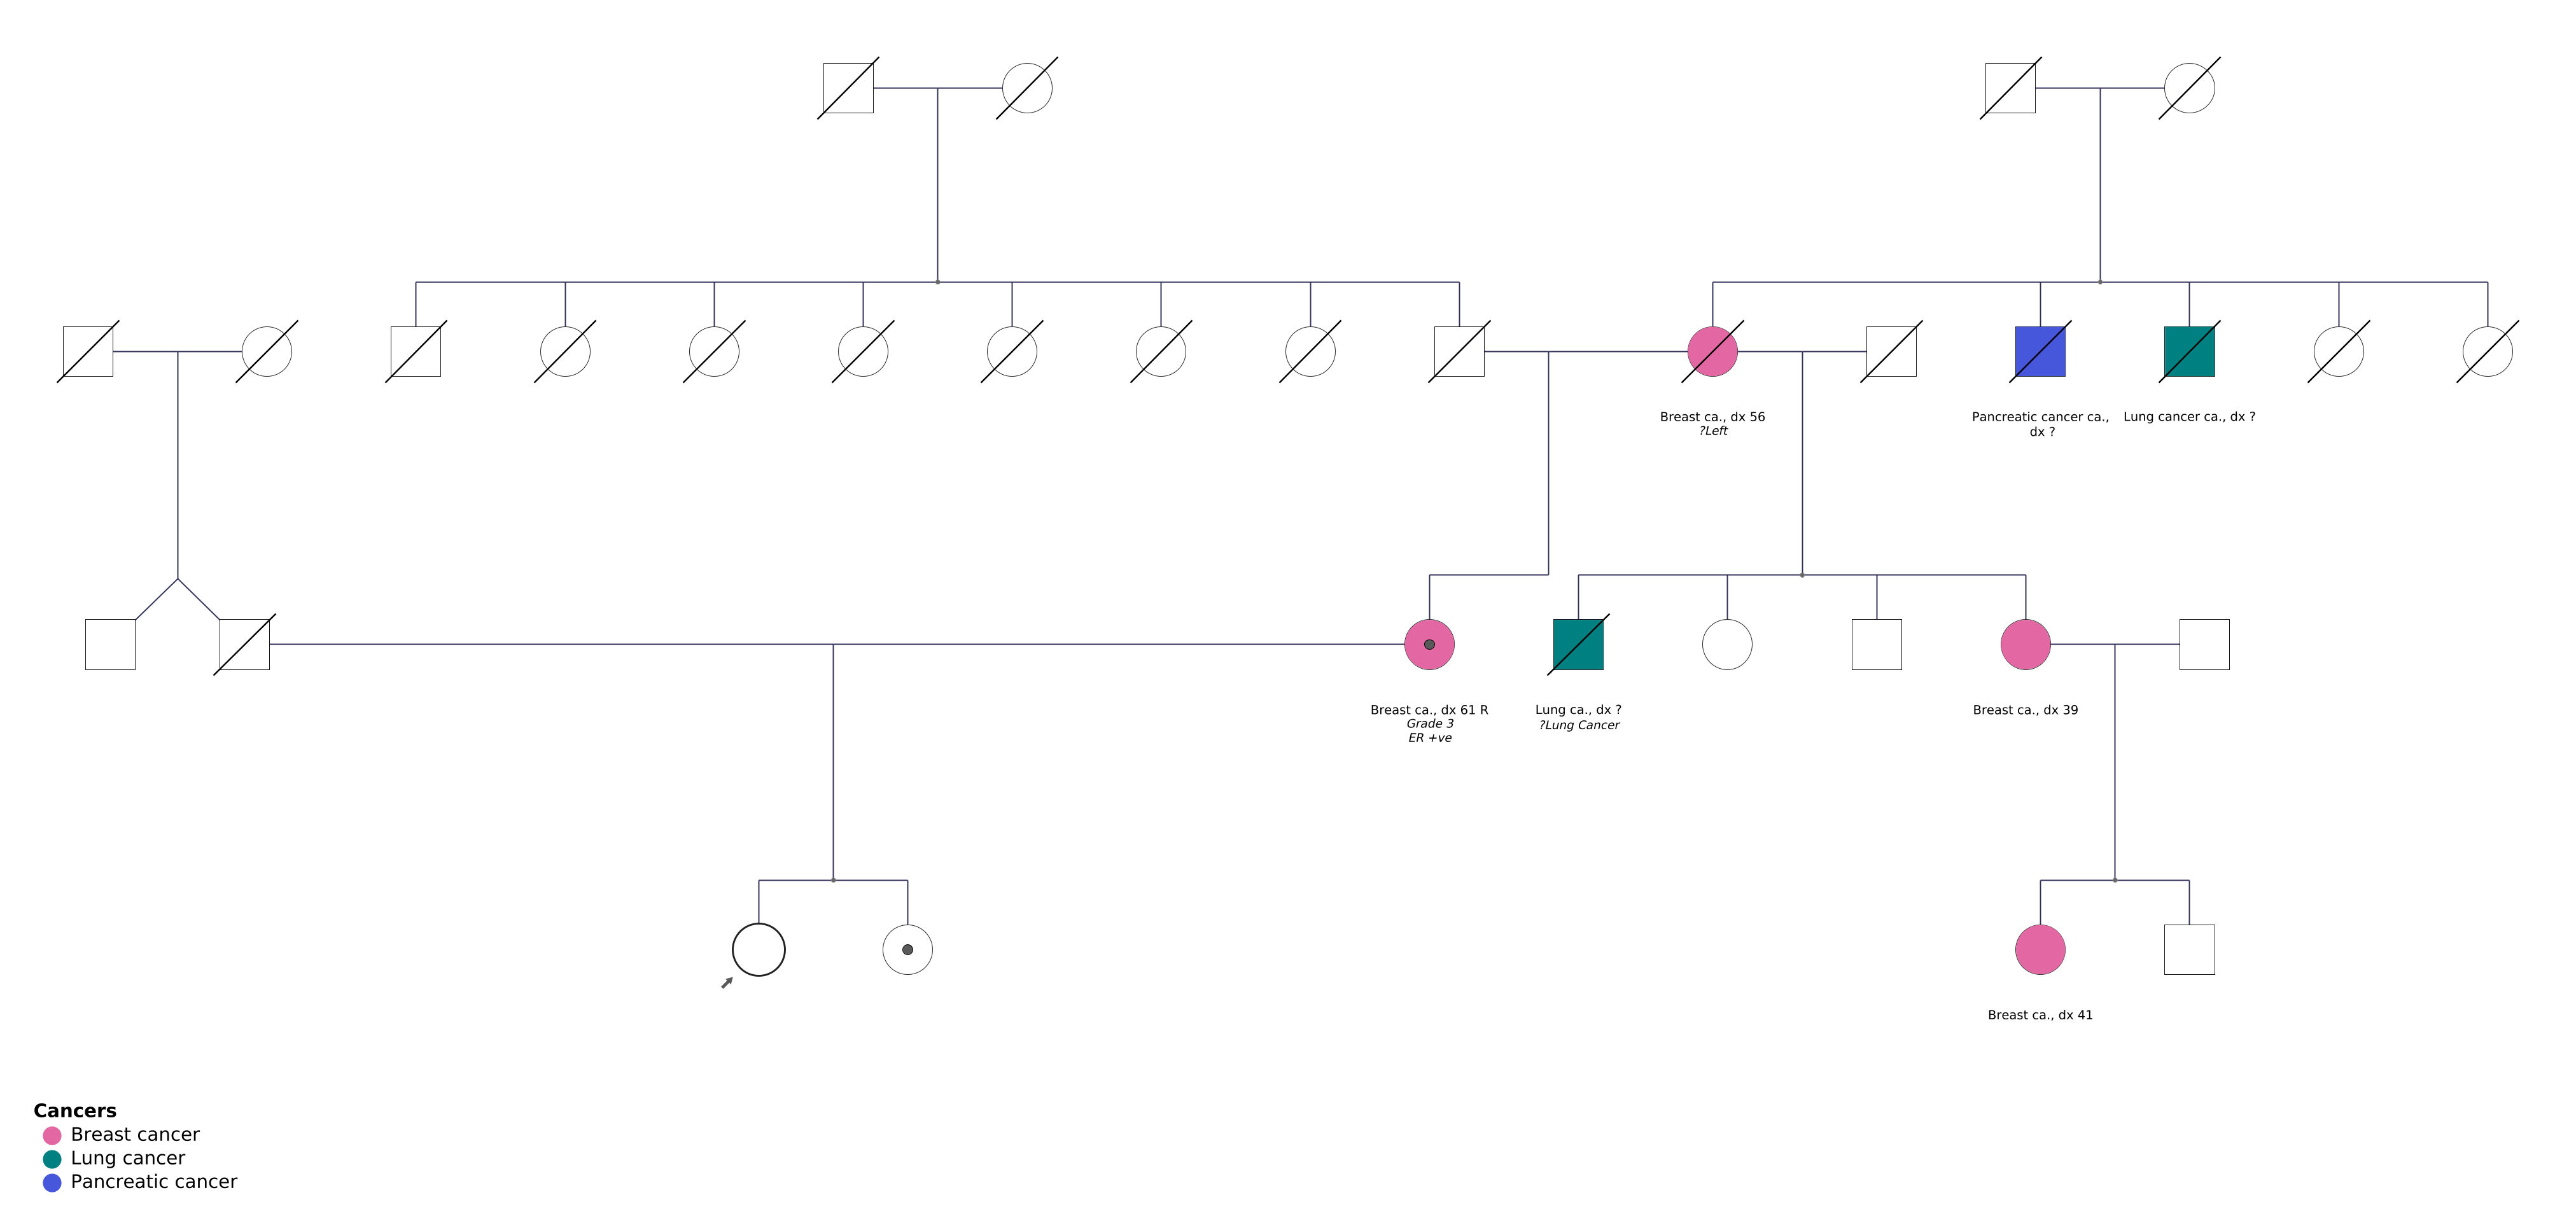 Breast ca., dx 56
?Left
Pancreatic cancer ca.,
dx ?
Lung cancer ca., dx ?
Breast ca., dx 61 R
Grade 3
ER +ve
Lung ca., dx ?
?Lung Cancer
Breast ca., dx 39
Breast ca., dx 41
Cancers
Breast cancer
Lung cancer
Pancreatic cancer